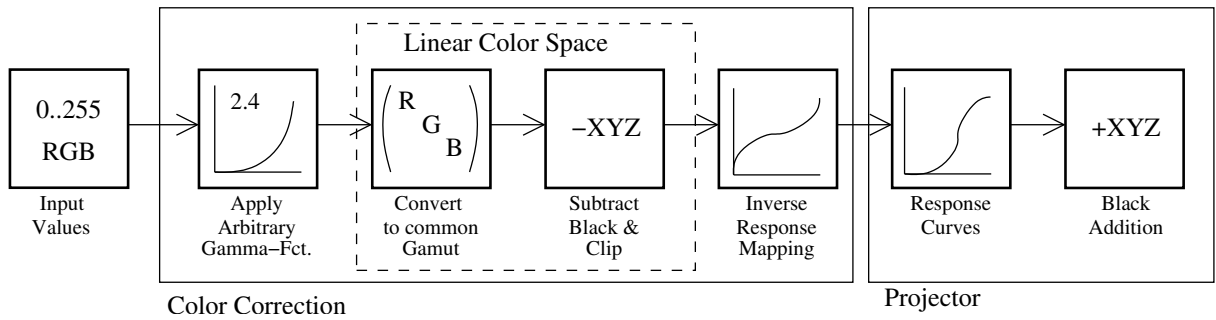 Linear Color Space
0..255
RGB
2.4
R
G
B
−XYZ
+XYZ
Input
Values
Apply
Arbitrary
Gamma−Fct.
Convert
to common
Gamut
Subtract
Black &
Clip
Inverse
Response
Mapping
Response
Curves
Black
Addition
Color Correction
Projector